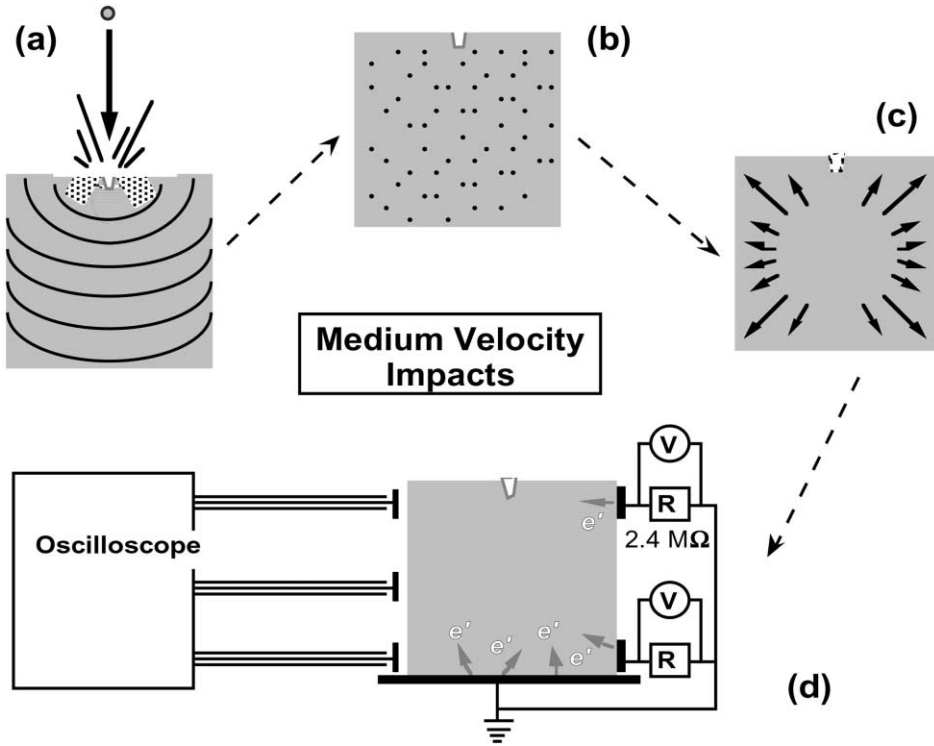 (a)
(b)
(c)
Medium Velocity
Impacts
V
R
2.4 MΩ
e'
Oscilloscope
V
R
e'
e'
e'
e'
(d)